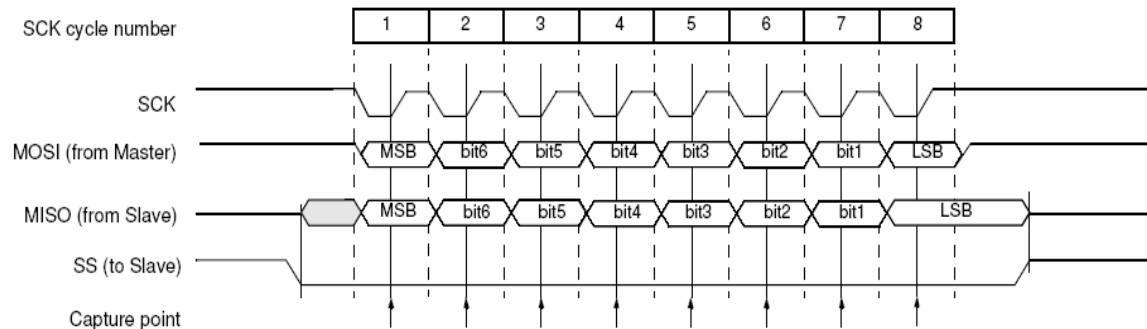 SCK cycle number 1 2 3 4 5 6 7 8
SCK
MOSI (from Master) MSB bit6 bit5 bit4 bit3 bit2 bit1 LSB
MISO (from Slave) MSB bit6 bit5 bit4 bit3 bit2 bit1 LSB
SS (to Slave)
Capture point